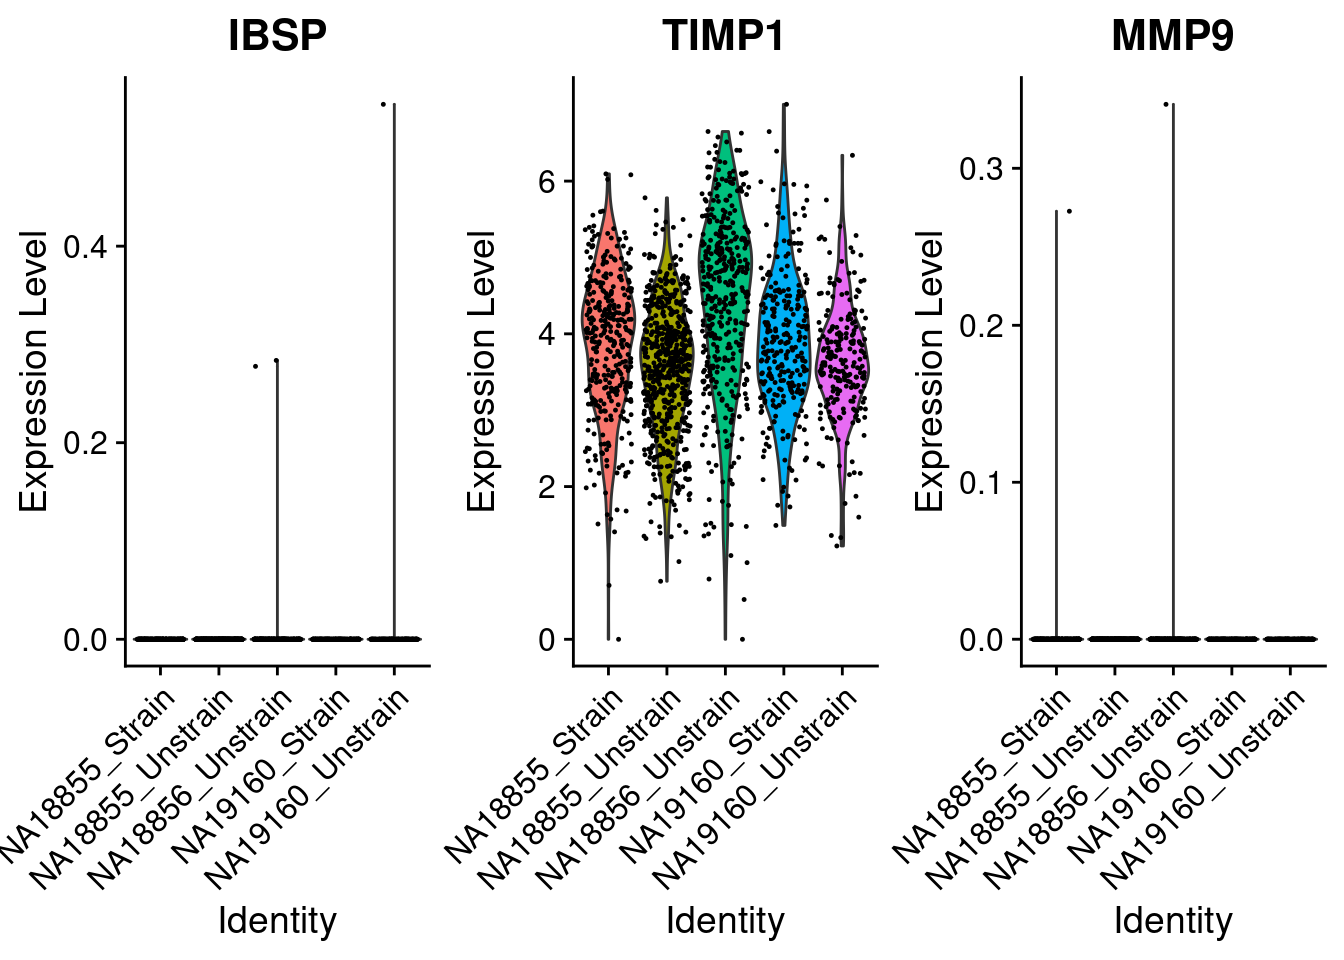 IBSP
TIMP1
MMP9
Expression Level
0.4
0.2
0.0
Expression Level
6
4
2
0
Expression Level
0.3
0.2
0.1
0.0
NA18855_Strain
NA18855_Unstrain
NA18856_Unstrain
NA19160_Strain
NA19160_Unstrain
NA18855_Strain
NA18855_Unstrain
NA18856_Unstrain
NA19160_Strain
NA19160_Unstrain
NA18855_Strain
NA18855_Unstrain
NA18856_Unstrain
NA19160_Strain
NA19160_Unstrain
Identity
Identity
Identity